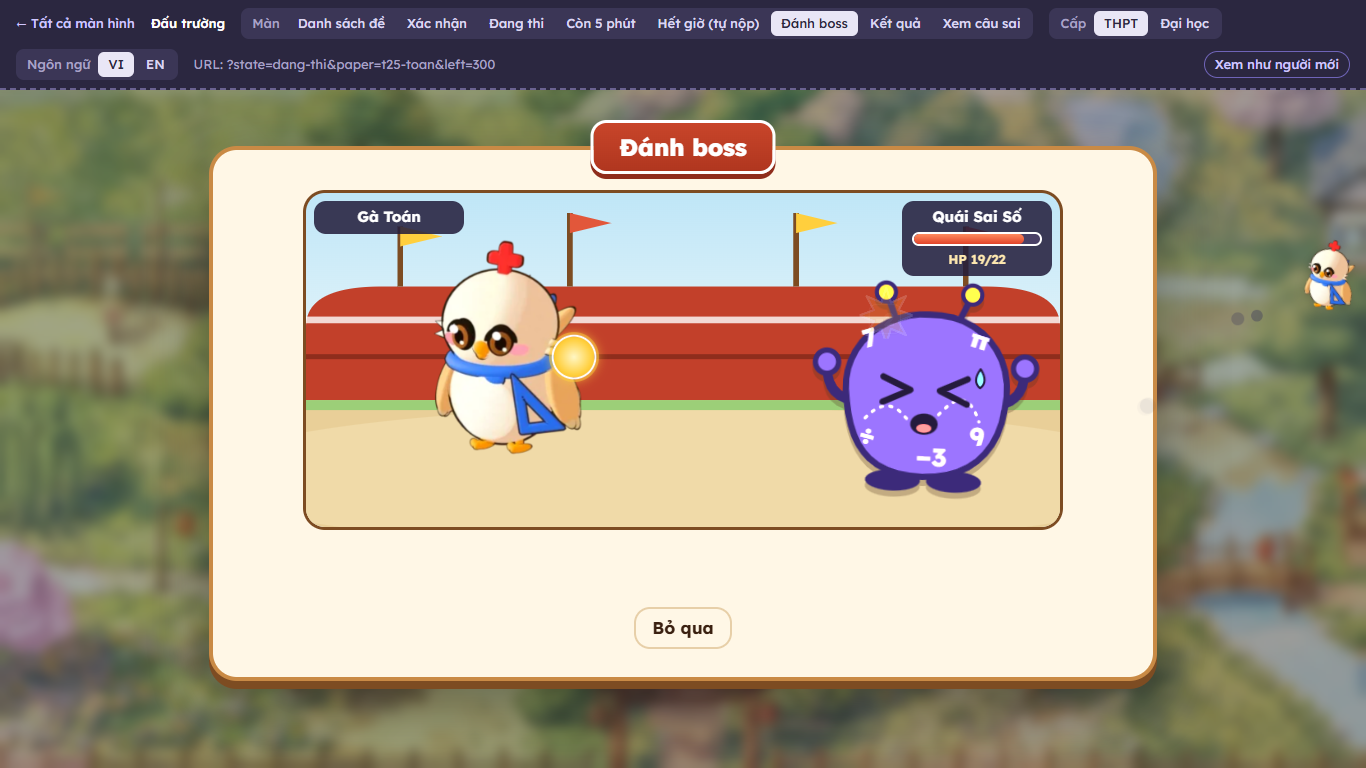 ← Tất cả màn hình Đấu trường Màn Danh sách đề Xác nhận Đang thi Còn 5 phút Hết giờ (tự nộp) Đánh boss Kết quả Xem câu sai Cấp THPT Đại học
Ngôn ngữ VI EN URL: ?state=dang-thi&paper=t25-toan&left=300 Xem như người mới
Đánh boss
Gà Toán
Quái Sai Số
HP 19/22
7 π
÷ 9
−3
Bỏ qua